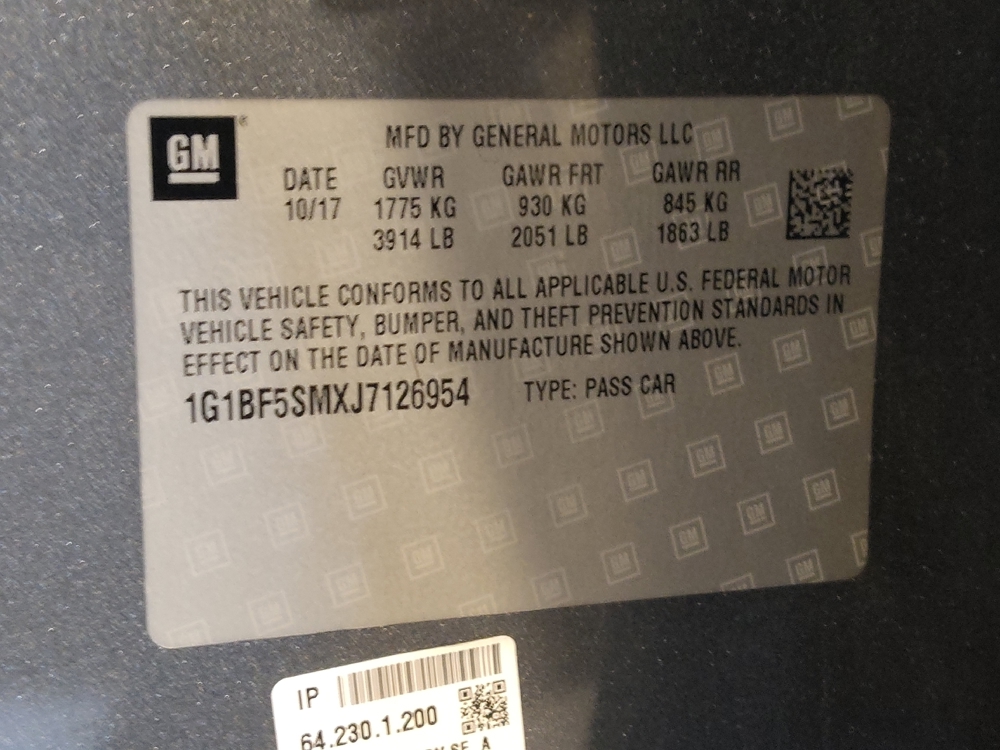 GM ®
MFD BY GENERAL MOTORS LLC
DATE GVWR GAWR FRT GAWR RR
10/17 1775 KG 930 KG 845 KG
3914 LB 2051 LB 1863 LB
THIS VEHICLE CONFORMS TO ALL APPLICABLE U.S. FEDERAL MOTOR
VEHICLE SAFETY, BUMPER, AND THEFT PREVENTION STANDARDS IN
EFFECT ON THE DATE OF MANUFACTURE SHOWN ABOVE.
1G1BF5SMXJ7126954 TYPE: PASS CAR
IP
64.230.1.200
SE A